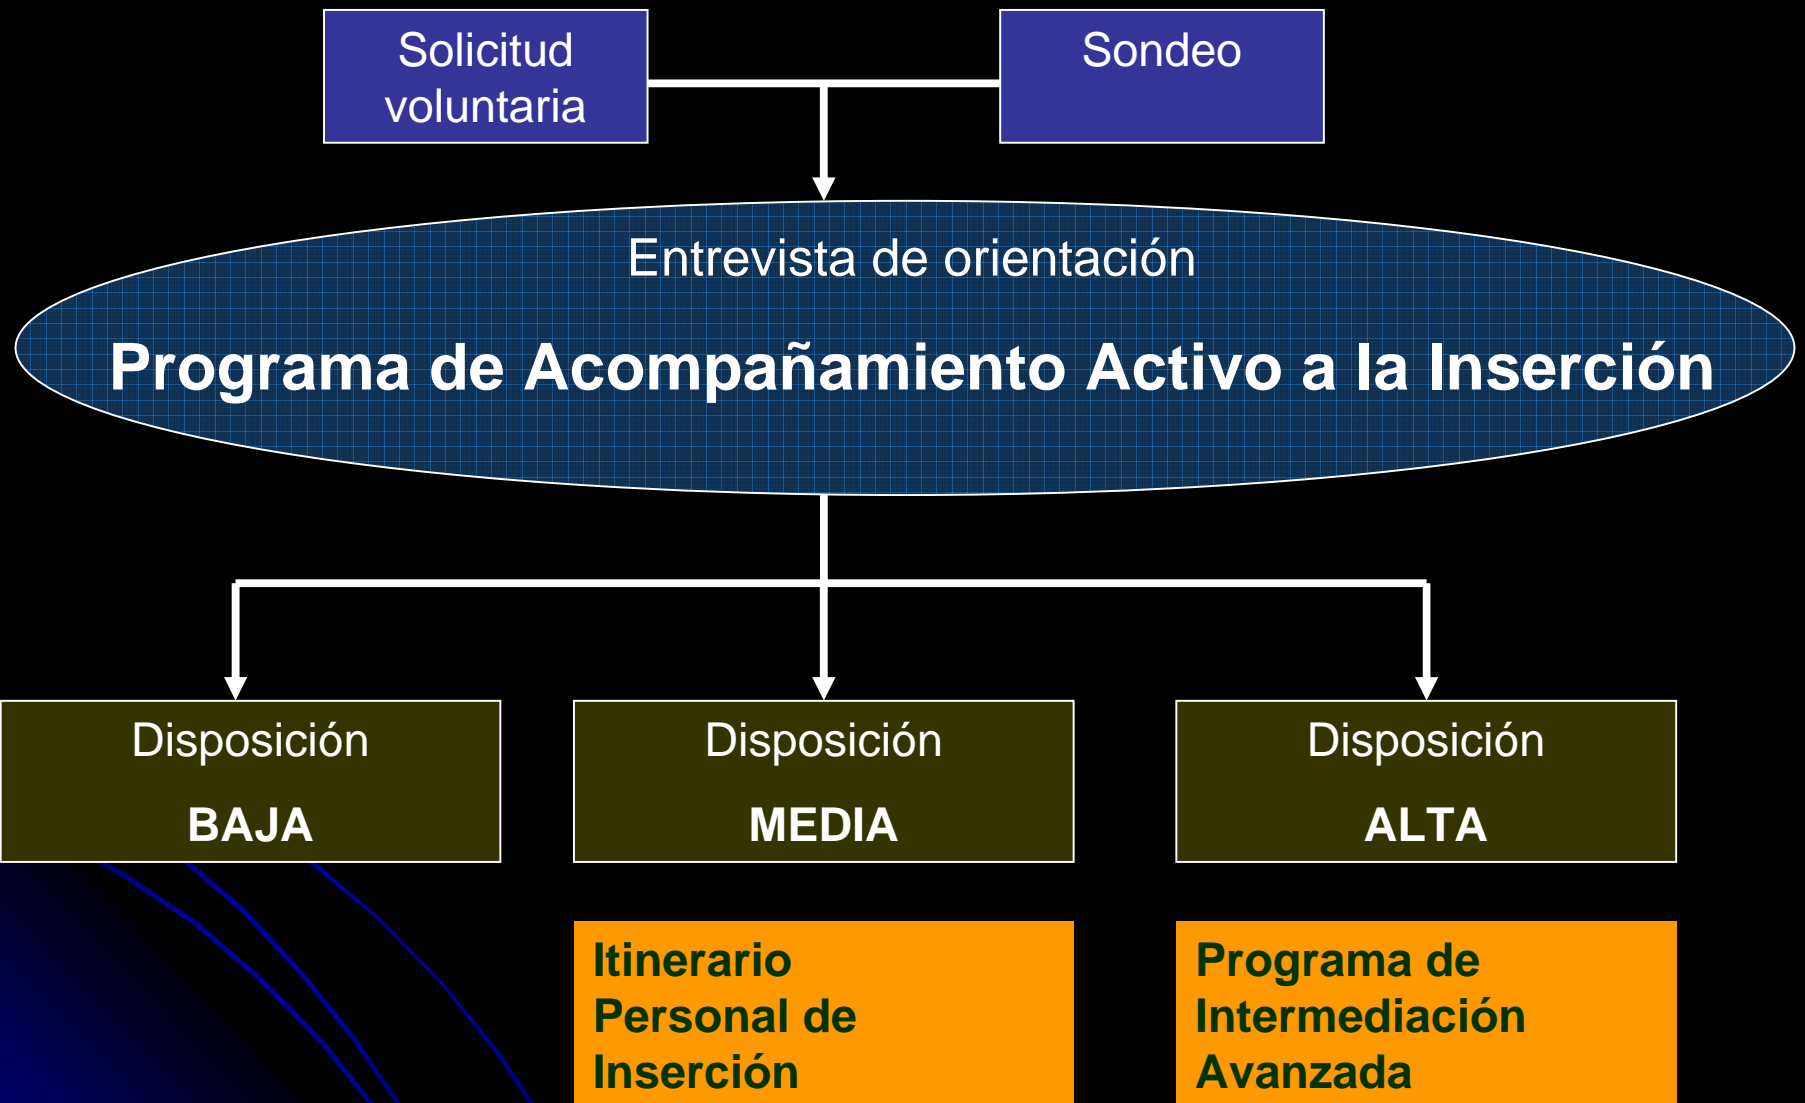 Solicitud
voluntaria
Sondeo
Entrevista de orientación
Programa de Acompañamiento Activo a la Inserción
Disposición
BAJA
Disposición
MEDIA
Disposición
ALTA
Itinerario
Personal de
Inserción
Programa de
Intermediación
Avanzada